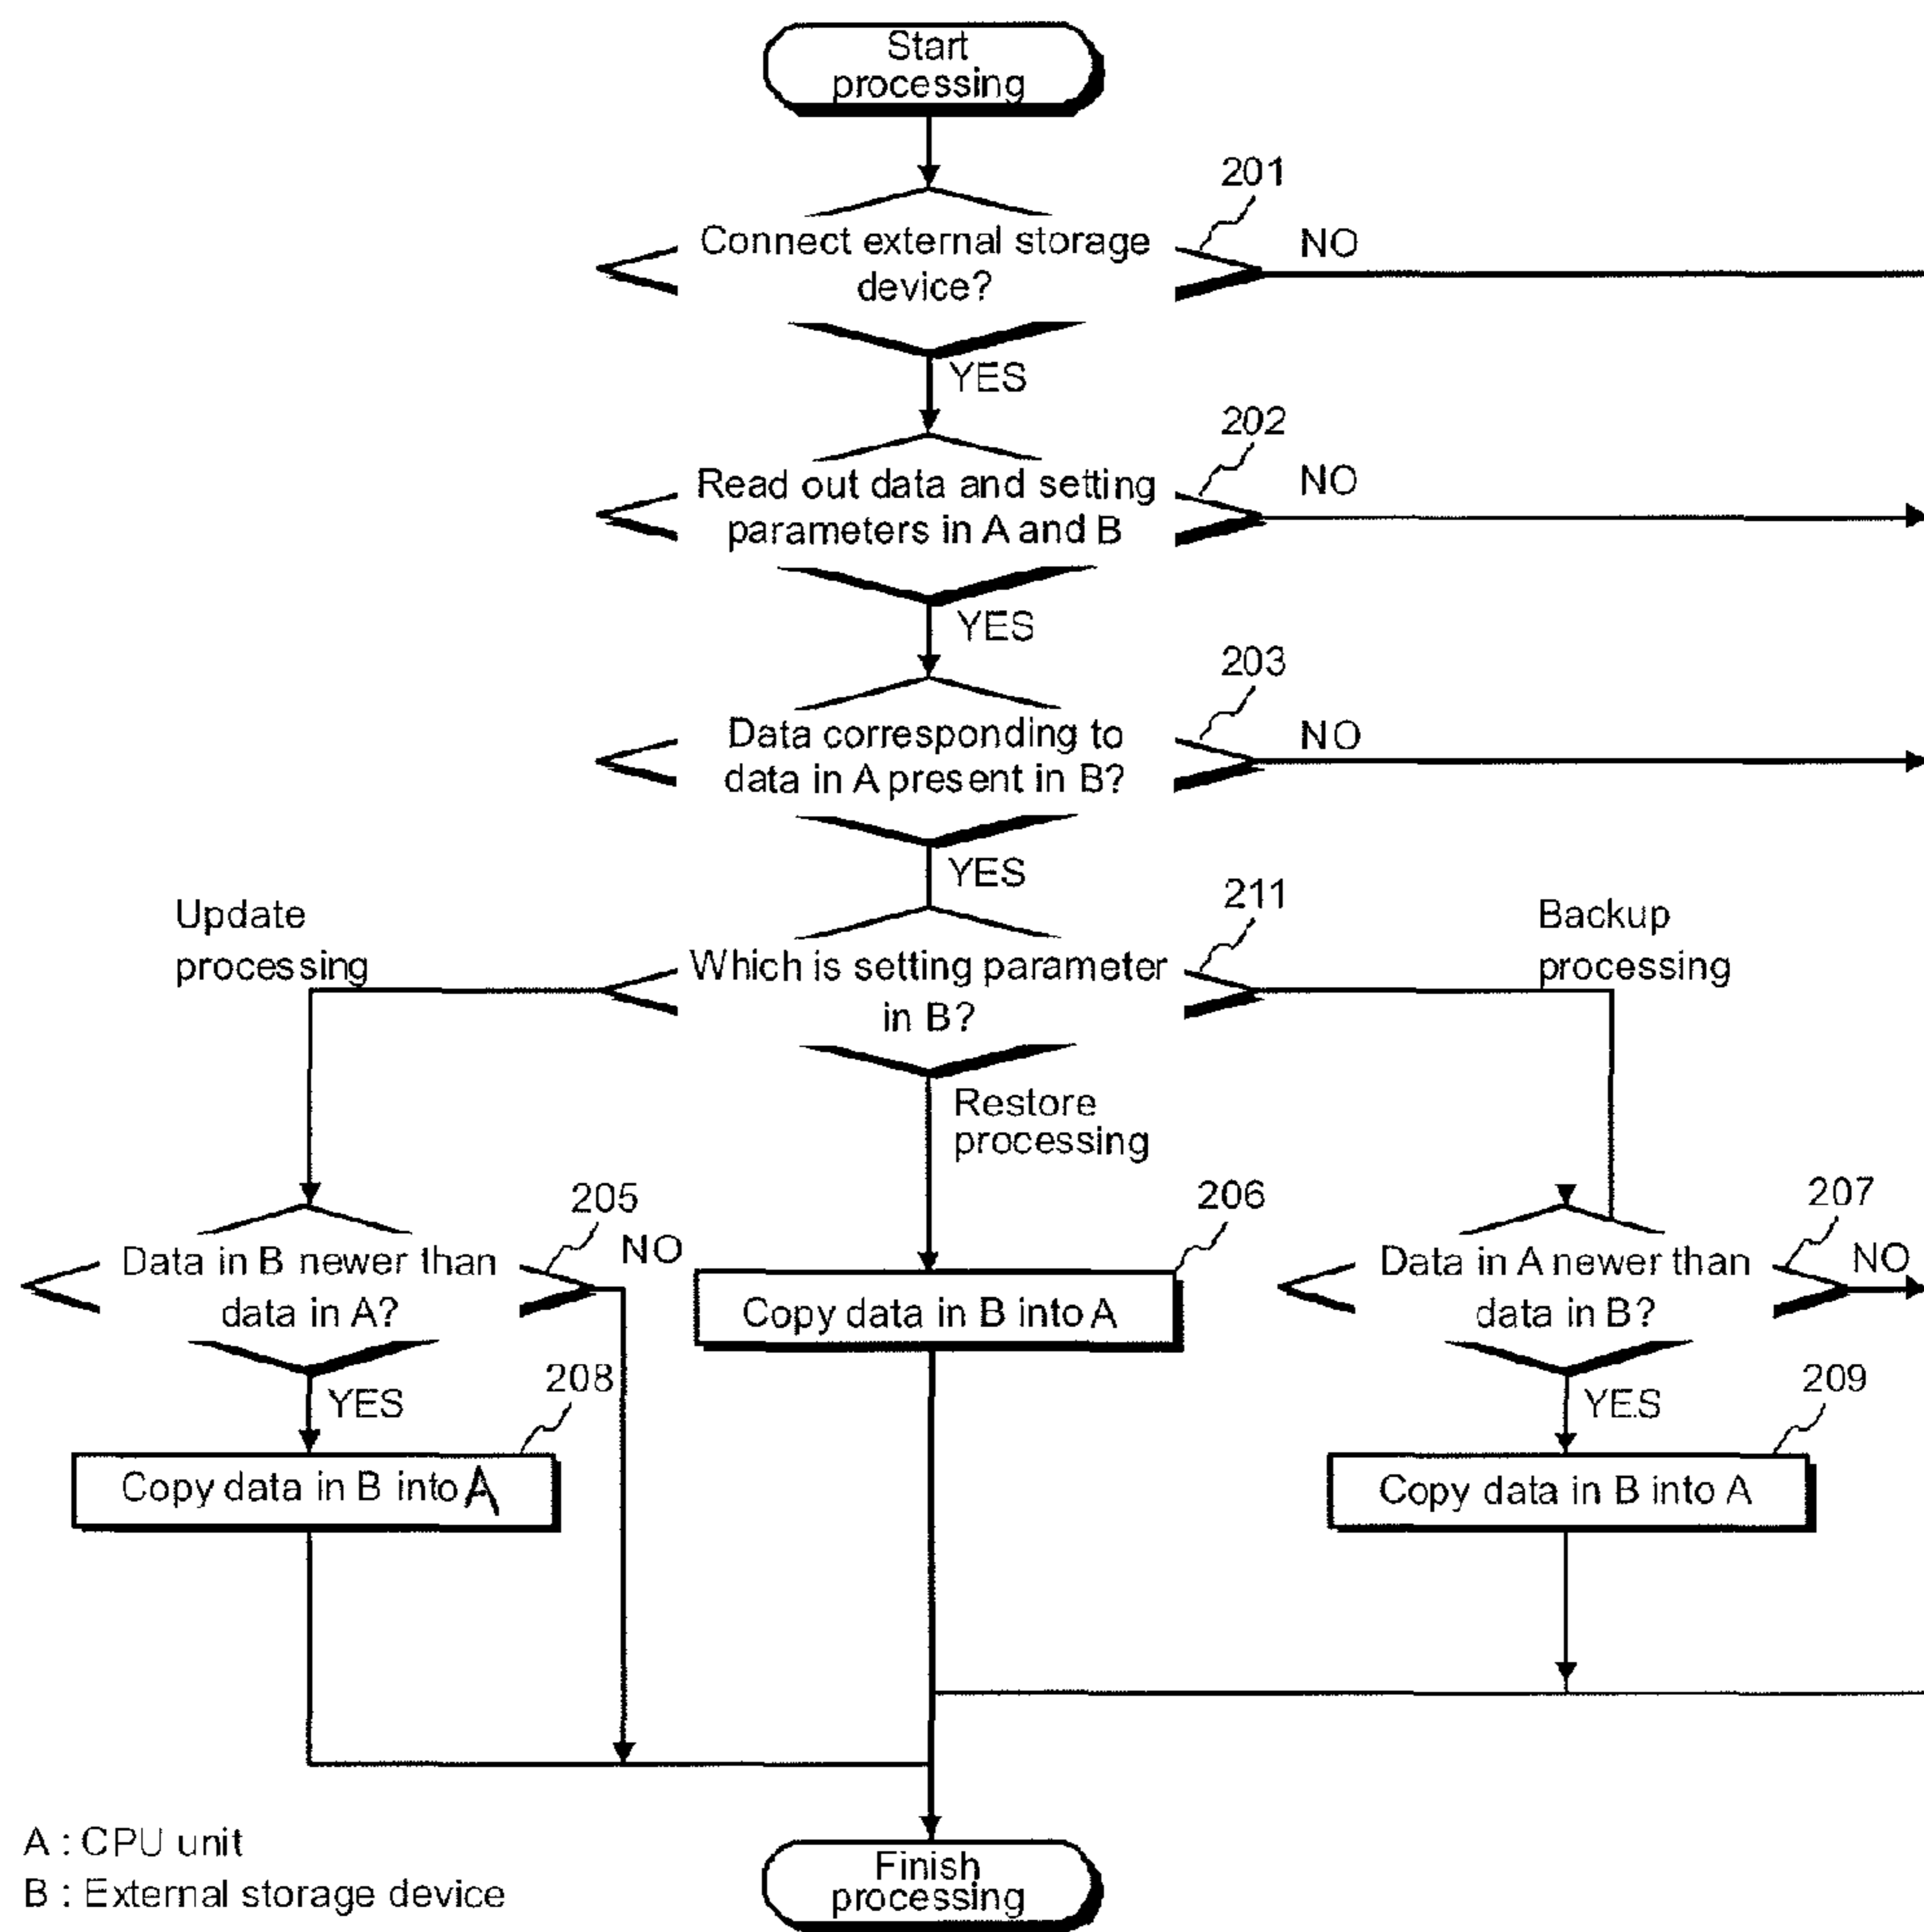 Start
processing
201
Connect external storage
device?
NO
YES
202
Read out data and setting
parameters in A and B
NO
YES
203
Data corresponding to
data in A present in B?
NO
YES
211
Update
processing
Which is setting parameter
in B?
Backup
processing
Restore
processing
205
Data in B newer than
data in A?
NO
206
Copy data in B into A
207
Data in A newer than
data in B?
NO
YES
208
Copy data in B into A
YES
209
Copy data in B into A
A : CPU unit
B : External storage device
Finish
processing